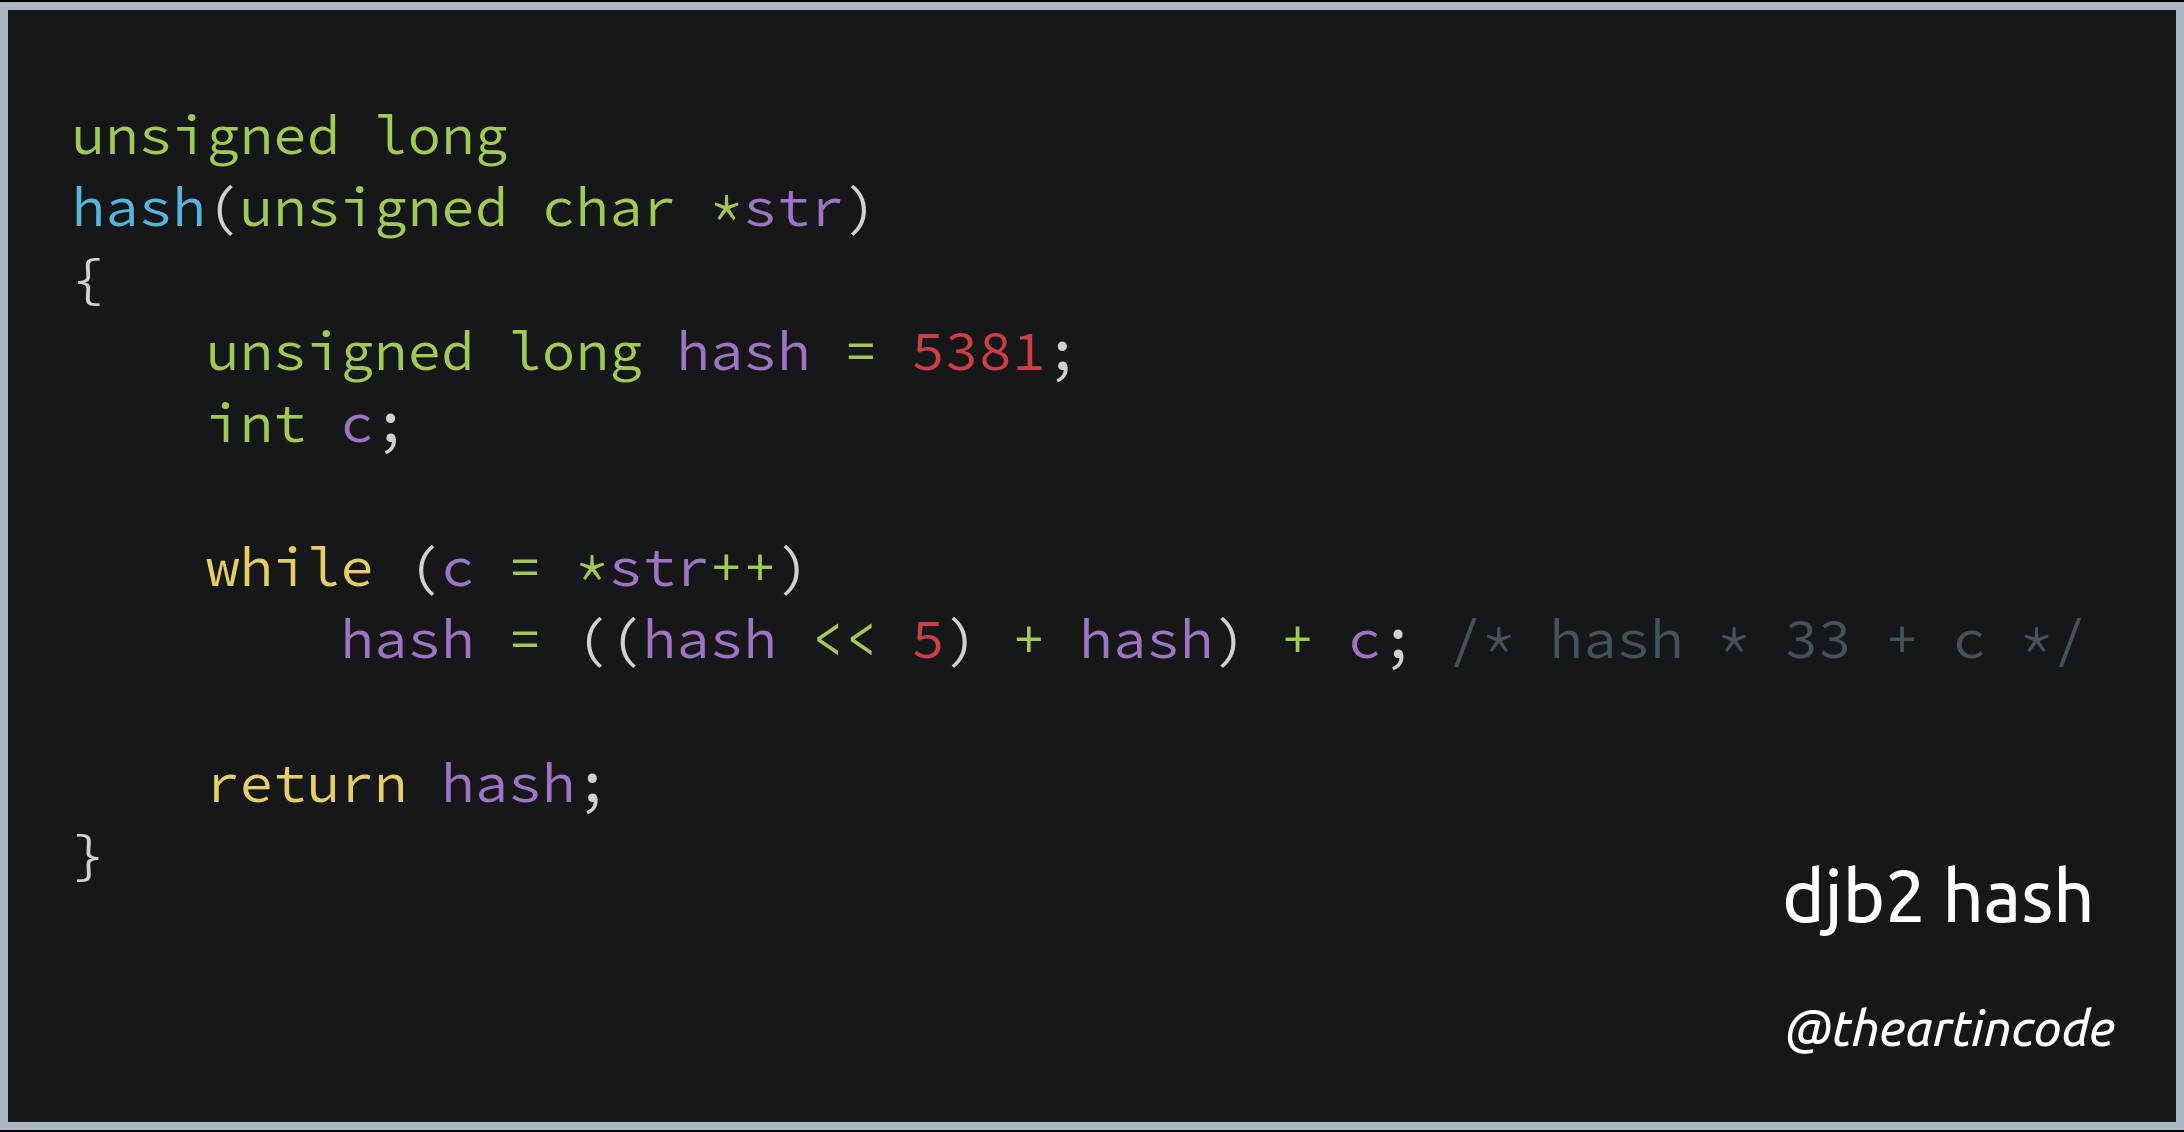 unsigned long
hash(unsigned char *str)
{
    unsigned long hash = 5381;
    int c;

    while (c = *str++)
        hash = ((hash << 5) + hash) + c; /* hash * 33 + c */

    return hash;
}
djb2 hash
@theartincode